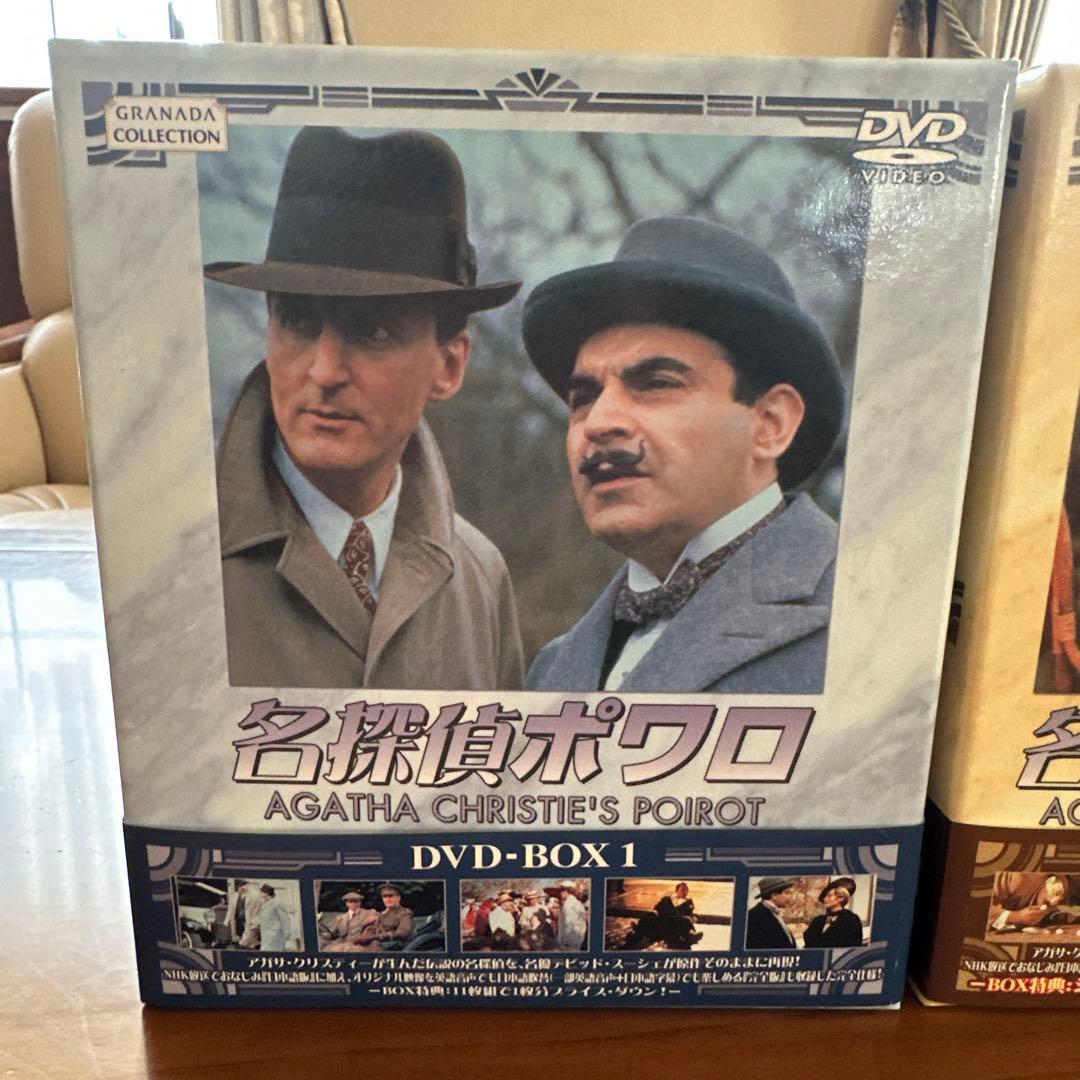 GRANADA
COLLECTION
DVD
VIDEO
名探偵ポワロ
AGATHA CHRISTIE'S POIROT
DVD-BOX 1
アガサ・クリスティーが生んだ伝説の名探偵を、名優デビッド・スーシェが原作そのままに再現!
NHK放送でおなじみ『日本語版』に加え、オリジナル映像を英語音声でも日本語吹替(一部英語音声+日本語字幕)でも楽しめる『完全版』も収録した完全仕様!
―BOX特典:11枚組で1枚分プライス・ダウン!―
名
AG
アガサ・ク
NHK放送でおなじみ『日本
―BOX特典: